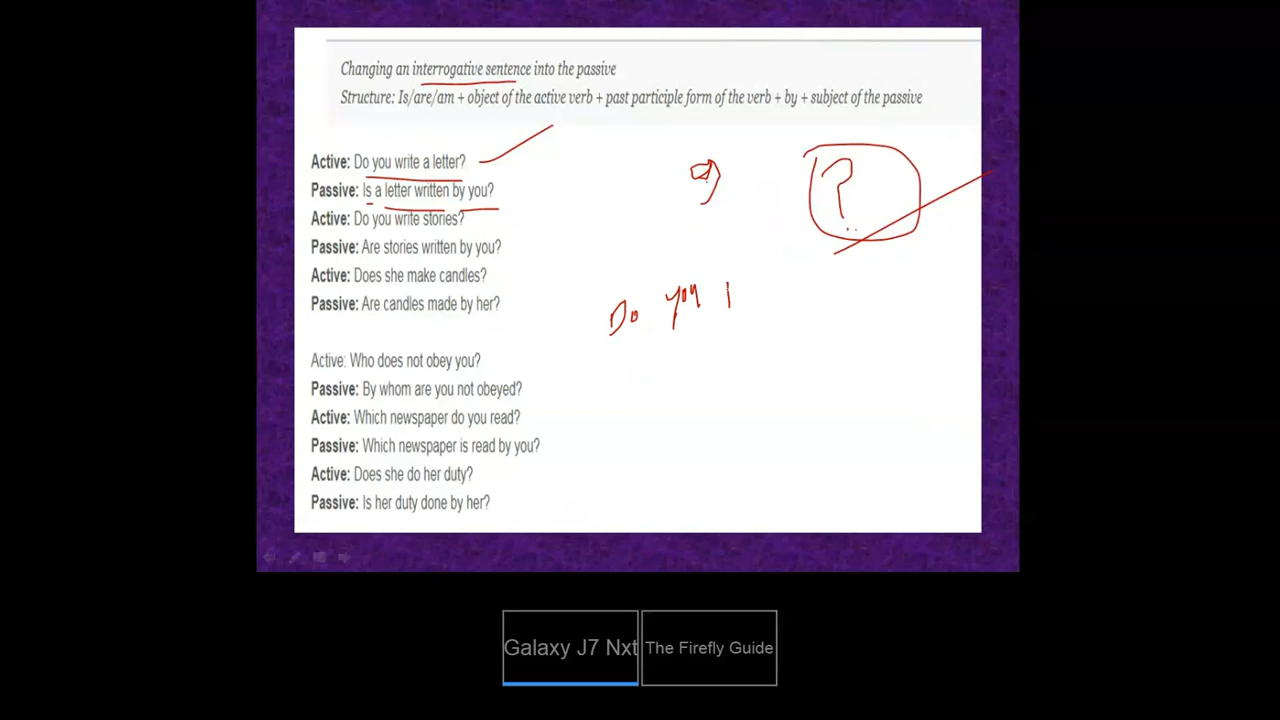 Changing an interrogative sentence into the passive
Structure: Is/are/am + object of the active verb + past participle form of the verb + by + subject of the passive
Active: Do you write a letter?
Passive: Is a letter written by you?
Active: Do you write stories?
Passive: Are stories written by you?
Active: Does she make candles?
Passive: Are candles made by her?
?
Do you
Active: Who does not obey you?
Passive: By whom are you not obeyed?
Active: Which newspaper do you read?
Passive: Which newspaper is read by you?
Active: Does she do her duty?
Passive: Is her duty done by her?
Galaxy J7 Nxt
The Firefly Guide